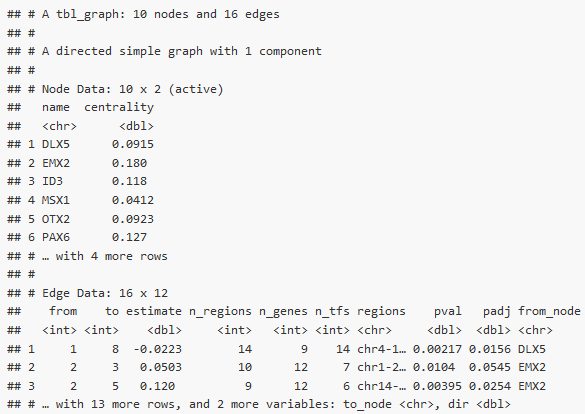 ## # A tbl_graph: 10 nodes and 16 edges
## #
## # A directed simple graph with 1 component
## #
## # Node Data: 10 x 2 (active)
##   name  centrality
##   <chr>      <dbl>
## 1 DLX5      0.0915
## 2 EMX2      0.180
## 3 ID3       0.118
## 4 MSX1      0.0412
## 5 OTX2      0.0923
## 6 PAX6      0.127
## # … with 4 more rows
## #
## # Edge Data: 16 x 12
##    from    to estimate n_regions n_genes n_tfs regions    pval   padj from_node
##   <int> <int>    <dbl>     <int>   <int> <int> <chr>     <dbl>  <dbl> <chr>
## 1     1     8  -0.0223        14       9    14 chr4-1… 0.00217 0.0156 DLX5
## 2     2     3   0.0503        10      12     7 chr1-2… 0.0104  0.0545 EMX2
## 3     2     5   0.120          9      12     6 chr14-… 0.00395 0.0254 EMX2
## # … with 13 more rows, and 2 more variables: to_node <chr>, dir <dbl>